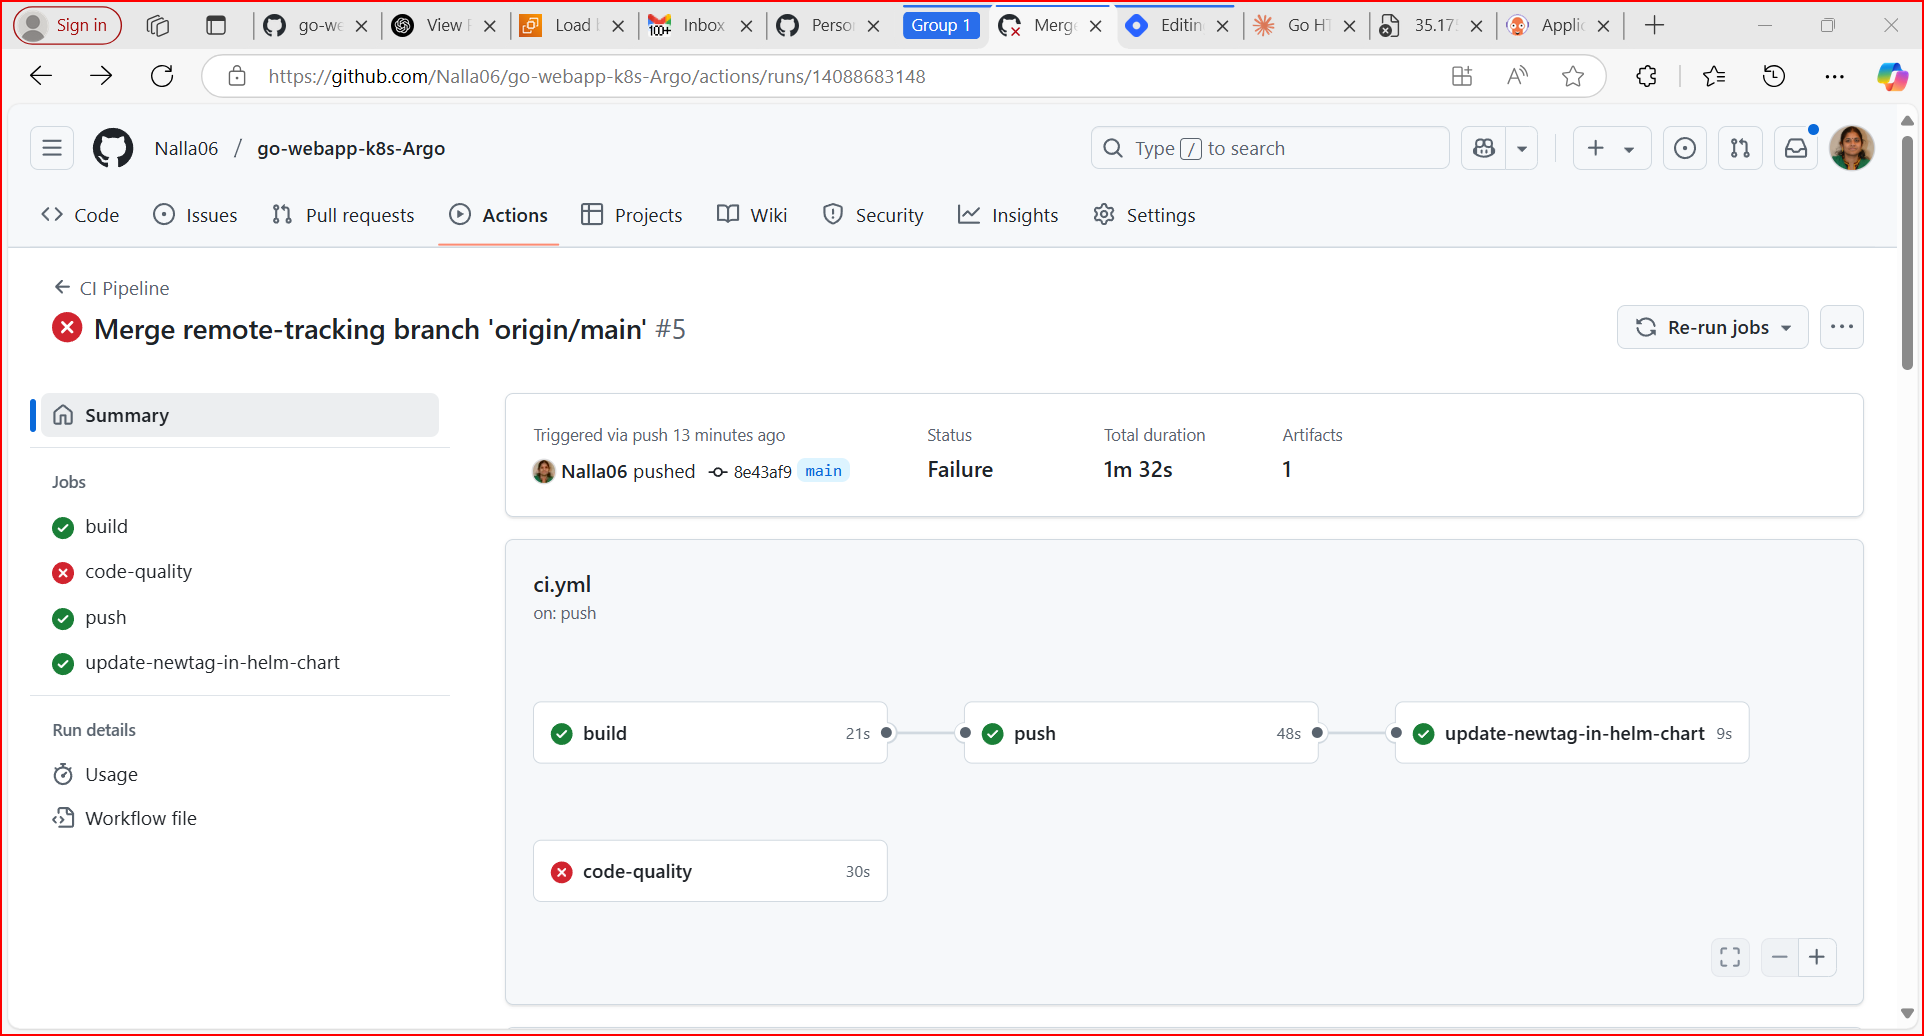 Sign in
go-we
View
Load
100+
Inbox
Person
Group 1
Merge
Editin
Go HT
35.17
Applic
https://github.com/Nalla06/go-webapp-k8s-Argo/actions/runs/14088683148
Nalla06 / go-webapp-k8s-Argo
Type / to search
Code
Issues
Pull requests
Actions
Projects
Wiki
Security
Insights
Settings
CI Pipeline
Merge remote-tracking branch 'origin/main' #5
Re-run jobs
Summary
Jobs
build
code-quality
push
update-newtag-in-helm-chart
Run details
Usage
Workflow file
Triggered via push 13 minutes ago
Nalla06 pushed 8e43af9 main
Status
Failure
Total duration
1m 32s
Artifacts
1
ci.yml
on: push
build 21s
push 48s
update-newtag-in-helm-chart 9s
code-quality 30s